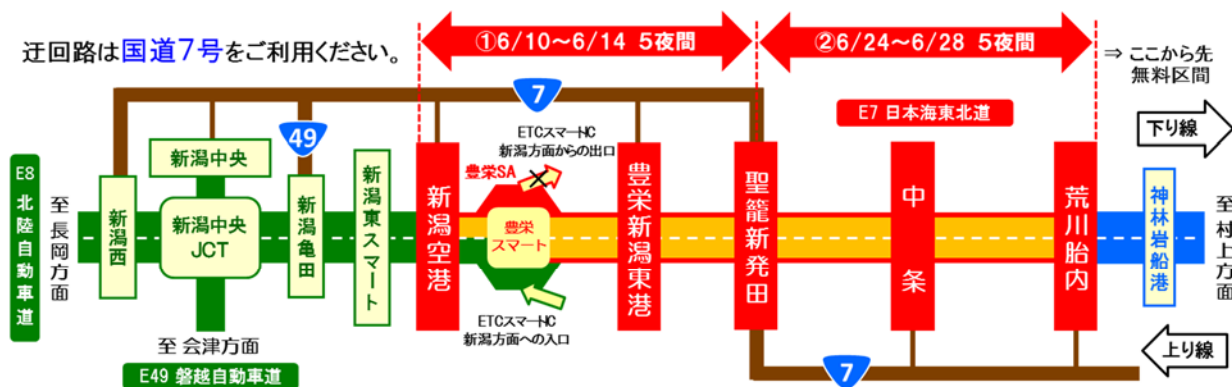 迂回路は国道7号をご利用ください。
①6/10～6/14 5夜間
②6/24～6/28 5夜間
⇒ ここから先
無料区間
7
49
E7 日本海東北道
下り線
ETCスマートIC
新潟方面からの出口
豊栄SA
E8 北陸自動車道
至 長岡方面
新潟西
新潟中央
新潟中央
JCT
新潟亀田
新潟東スマート
新潟空港
豊栄
スマート
豊栄新潟東港
聖籠新発田
中条
荒川胎内
神林岩船港
至 村上方面
ETCスマートIC
新潟方面への入口
至 会津方面
E49 磐越自動車道
7
上り線